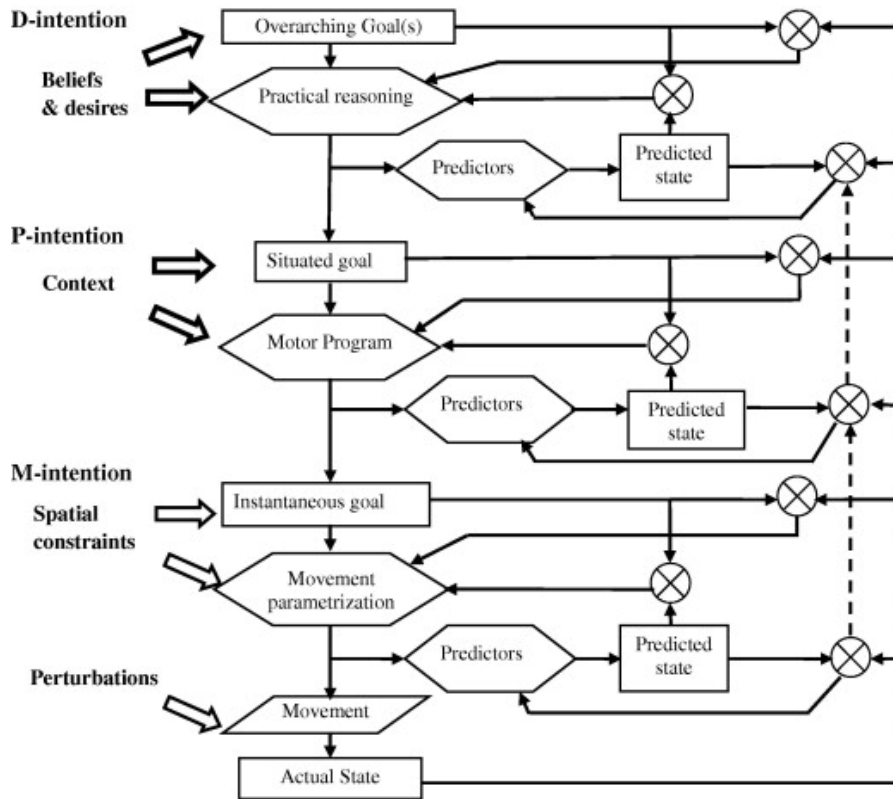 D-intention
Overarching Goal(s)
Beliefs
& desires
Practical reasoning
Predictors
Predicted
state
P-intention
Situated goal
Context
Motor Program
Predictors
Predicted
state
M-intention
Instantaneous goal
Spatial
constraints
Movement
parametrization
Predictors
Predicted
state
Perturbations
Movement
Actual State